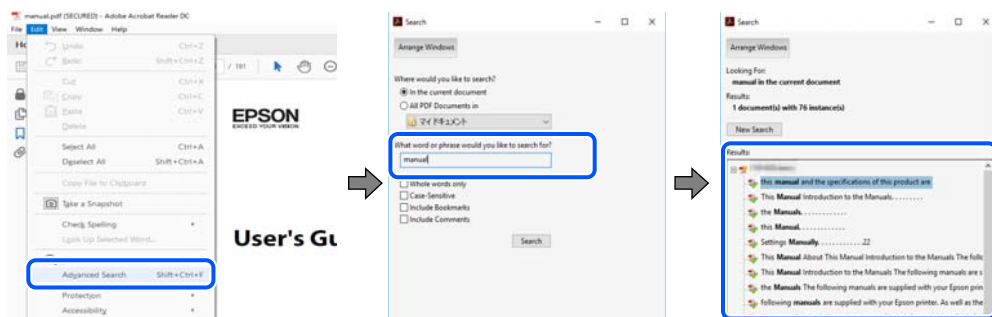 manual.pdf (SECURED) - Adobe Acrobat Reader DC
File Edit View Window Help
Undo Ctrl+Z
Redo Shift+Ctrl+Z
Cut Ctrl+X
Copy Ctrl+C
Paste Ctrl+V
Delete
Select All Ctrl+A
Deselect All Shift+Ctrl+A
Copy File to Clipboard
Take a Snapshot
Check Spelling
Look Up Selected Word...
Advanced Search Shift+Ctrl+F
Protection
Accessibility
/ 181
EPSON
EXCEED YOUR VISION
User's Gu
Search
Arrange Windows
Where would you like to search?
In the current document
All PDF Documents in
マイ ドキュメント
What word or phrase would you like to search for?
manual
Whole words only
Case-Sensitive
Include Bookmarks
Include Comments
Search
Search
Arrange Windows
Looking For:
manual in the current document
Results:
1 document(s) with 76 instance(s)
New Search
Results:
this manual and the specifications of this product are
This Manual Introduction to the Manuals. . . . . . . . .
the Manuals. . . . . . . . . . . . .
this Manual. . . . . . . . . . . . .
Settings Manually. . . . . . . . . . . . .22
This Manual About This Manual Introduction to the Manuals The follo
This Manual Introduction to the Manuals The following manuals are s
the Manuals The following manuals are supplied with your Epson prin
following manuals are supplied with your Epson printer. As well as the